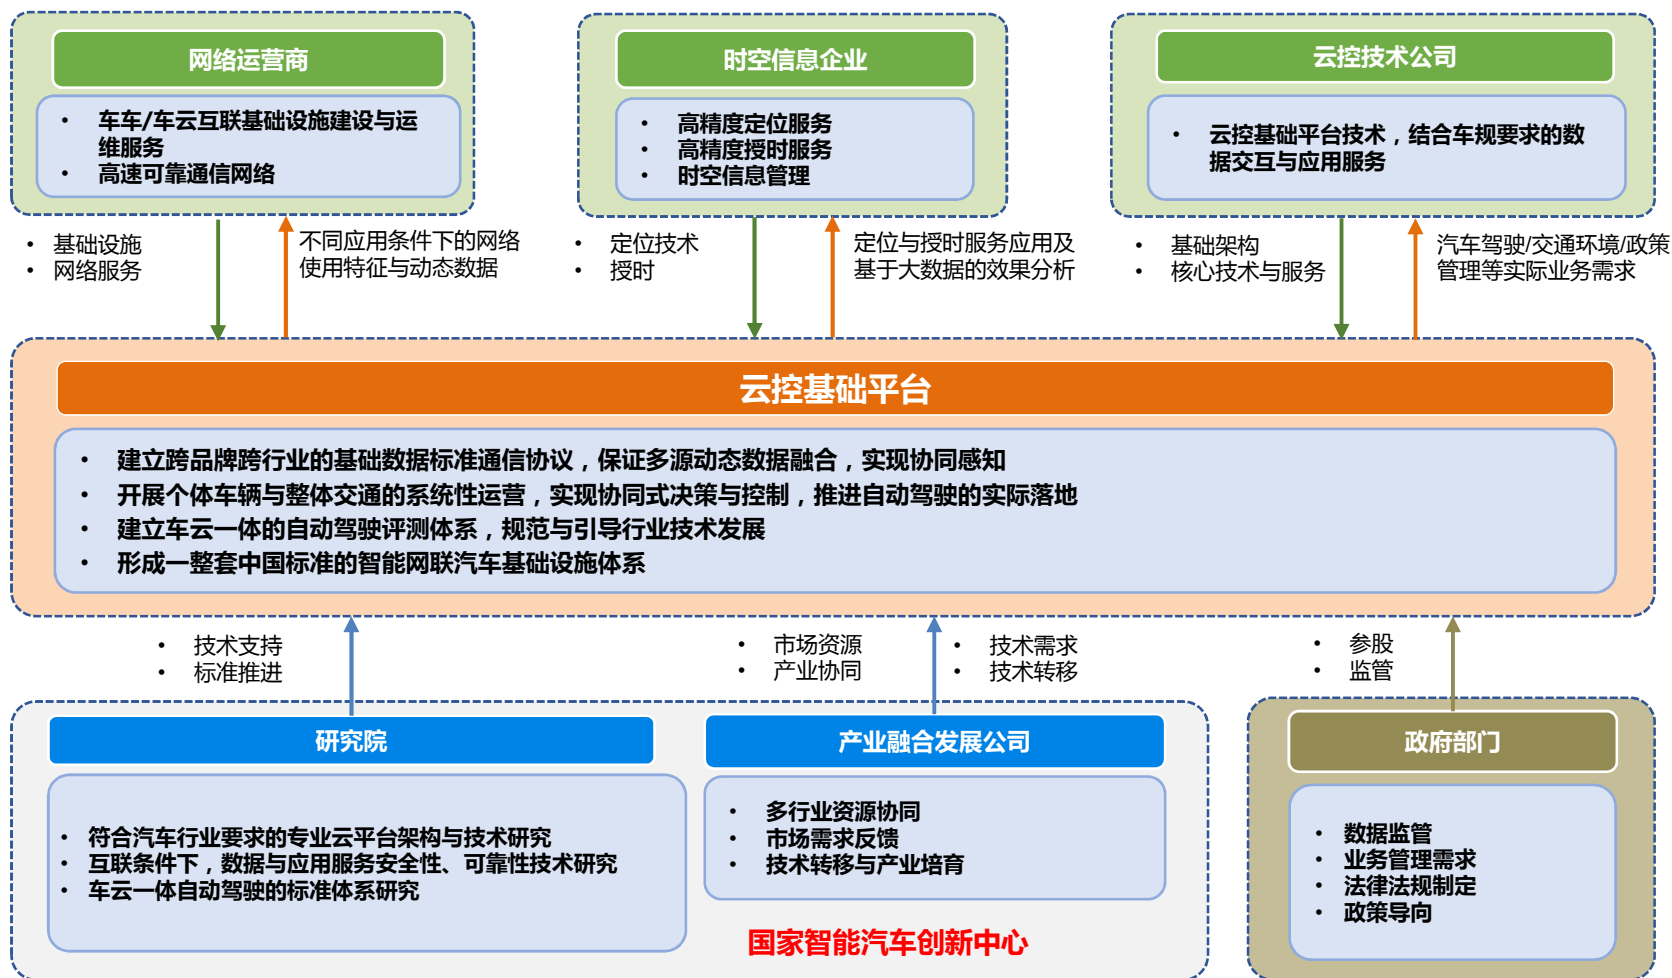 网络运营商
• 车车/车云互联基础设施建设与运
维服务
• 高速可靠通信网络
时空信息企业
• 高精度定位服务
• 高精度授时服务
• 时空信息管理
云控技术公司
• 云控基础平台技术，结合车规要求的数
据交互与应用服务
• 基础设施
• 网络服务
不同应用条件下的网络
使用特征与动态数据
• 定位技术
• 授时
定位与授时服务应用及
基于大数据的效果分析
• 基础架构
• 核心技术与服务
汽车驾驶/交通环境/政策
管理等实际业务需求
云控基础平台
• 建立跨品牌跨行业的基础数据标准通信协议，保证多源动态数据融合，实现协同感知
• 开展个体车辆与整体交通的系统性运营，实现协同式决策与控制，推进自动驾驶的实际落地
• 建立车云一体的自动驾驶评测体系，规范与引导行业技术发展
• 形成一整套中国标准的智能网联汽车基础设施体系
• 技术支持
• 标准推进
• 市场资源
• 产业协同
• 技术需求
• 技术转移
• 参股
• 监管
研究院
• 符合汽车行业要求的专业云平台架构与技术研究
• 互联条件下，数据与应用服务安全性、可靠性技术研究
• 车云一体自动驾驶的标准体系研究
产业融合发展公司
• 多行业资源协同
• 市场需求反馈
• 技术转移与产业培育
国家智能汽车创新中心
政府部门
• 数据监管
• 业务管理需求
• 法律法规制定
• 政策导向